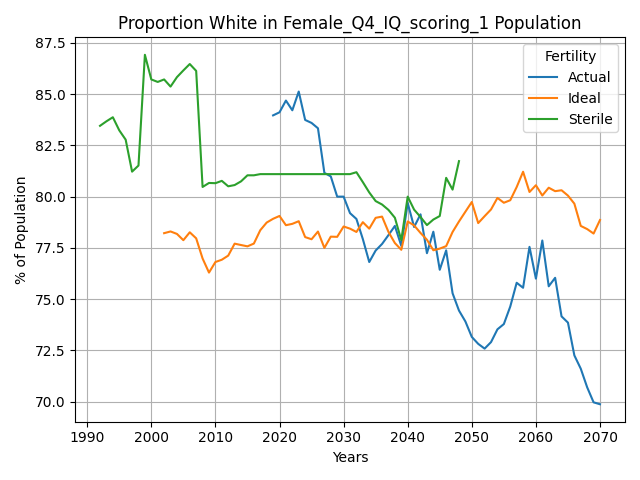 Proportion White in Female_Q4_IQ_scoring_1 Population
% of Population
87.5
85.0
82.5
80.0
77.5
75.0
72.5
70.0
Fertility
Actual
Ideal
Sterile
1990 2000 2010 2020 2030 2040 2050 2060 2070
Years